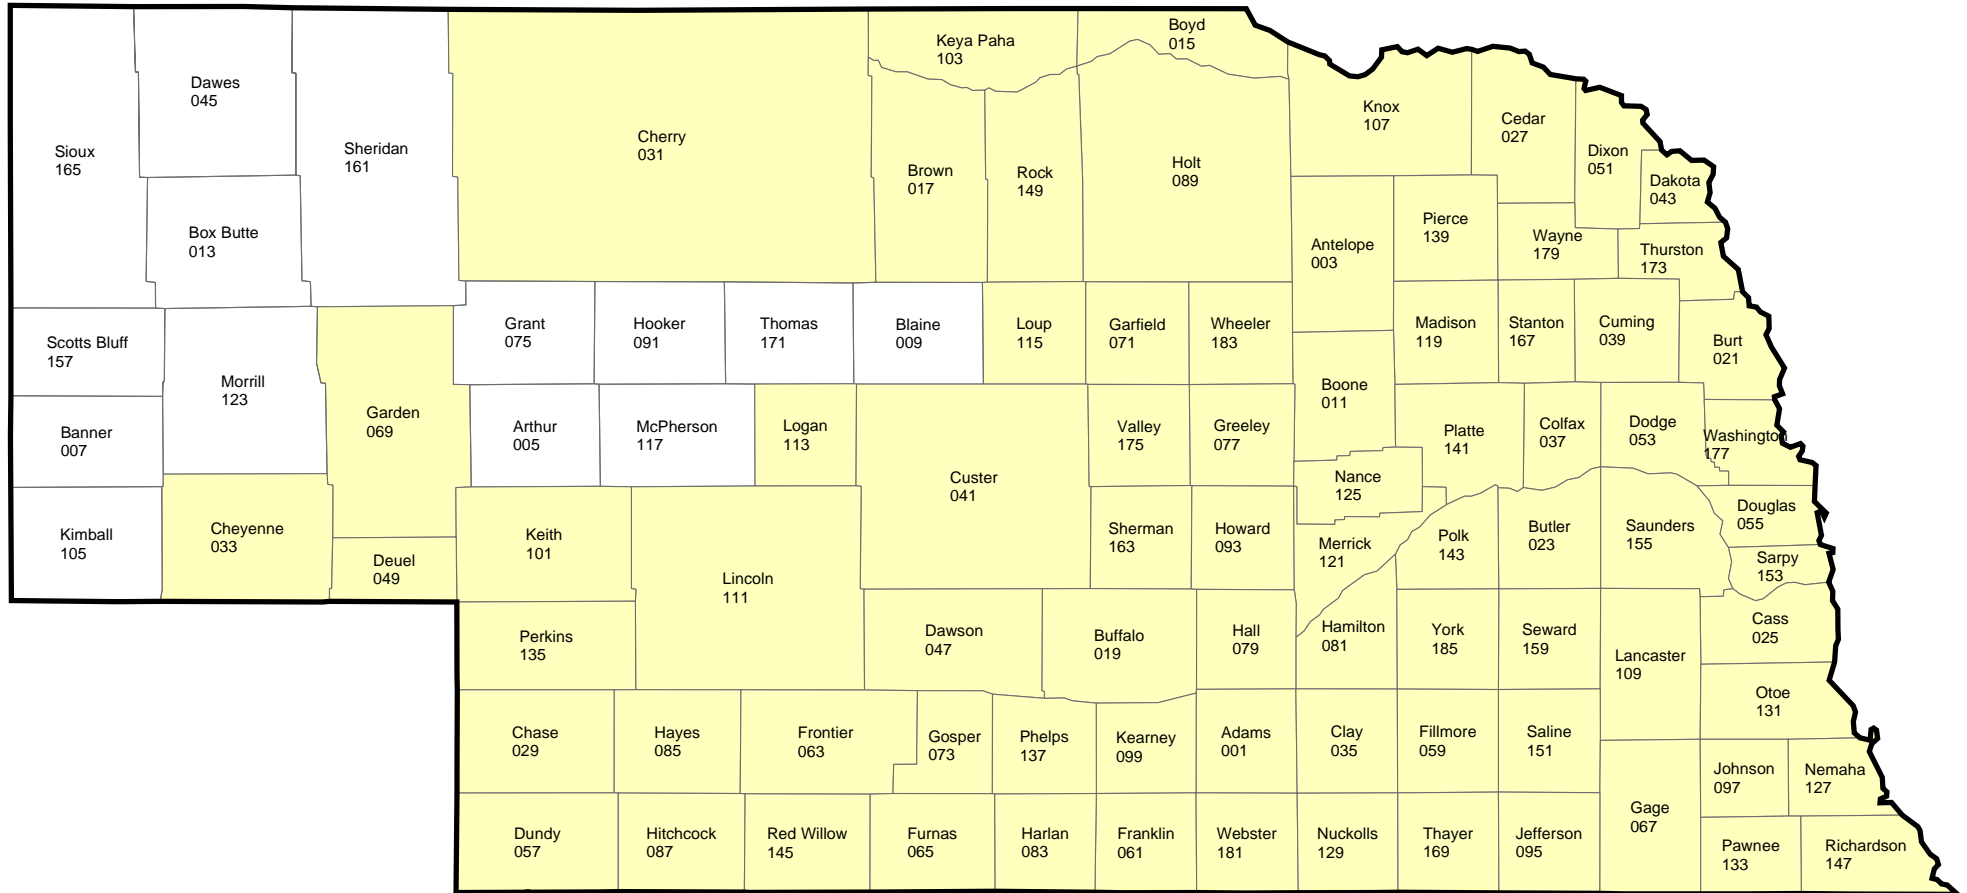 Boyd
015
Keya Paha
103
Dawes
045
Knox
107
Cedar
027
Cherry
031
Sheridan
161
Sioux
165
Dixon
051
Holt
089
Brown
017
Rock
149
Dakota
043
Pierce
139
Box Butte
013
Wayne
179
Antelope
003
Thurston
173
Grant
075
Hooker
091
Thomas
171
Blaine
009
Loup
115
Garfield
071
Wheeler
183
Madison
119
Stanton
167
Cuming
039
Scotts Bluff
157
Burt
021
Morrill
123
Boone
011
Garden
069
Banner
007
Arthur
005
McPherson
117
Logan
113
Valley
175
Greeley
077
Platte
141
Colfax
037
Dodge
053
Washington
177
Custer
041
Nance
125
Douglas
055
Cheyenne
033
Kimball
105
Keith
101
Sherman
163
Howard
093
Merrick
121
Polk
143
Butler
023
Saunders
155
Deuel
049
Sarpy
153
Lincoln
111
Perkins
135
Dawson
047
Buffalo
019
Hall
079
Hamilton
081
York
185
Seward
159
Cass
025
Lancaster
109
Otoe
131
Chase
029
Hayes
085
Frontier
063
Gosper
073
Phelps
137
Kearney
099
Adams
001
Clay
035
Fillmore
059
Saline
151
Johnson
097
Nemaha
127
Gage
067
Dundy
057
Hitchcock
087
Red Willow
145
Furnas
065
Harlan
083
Franklin
061
Webster
181
Nuckolls
129
Thayer
169
Jefferson
095
Pawnee
133
Richardson
147